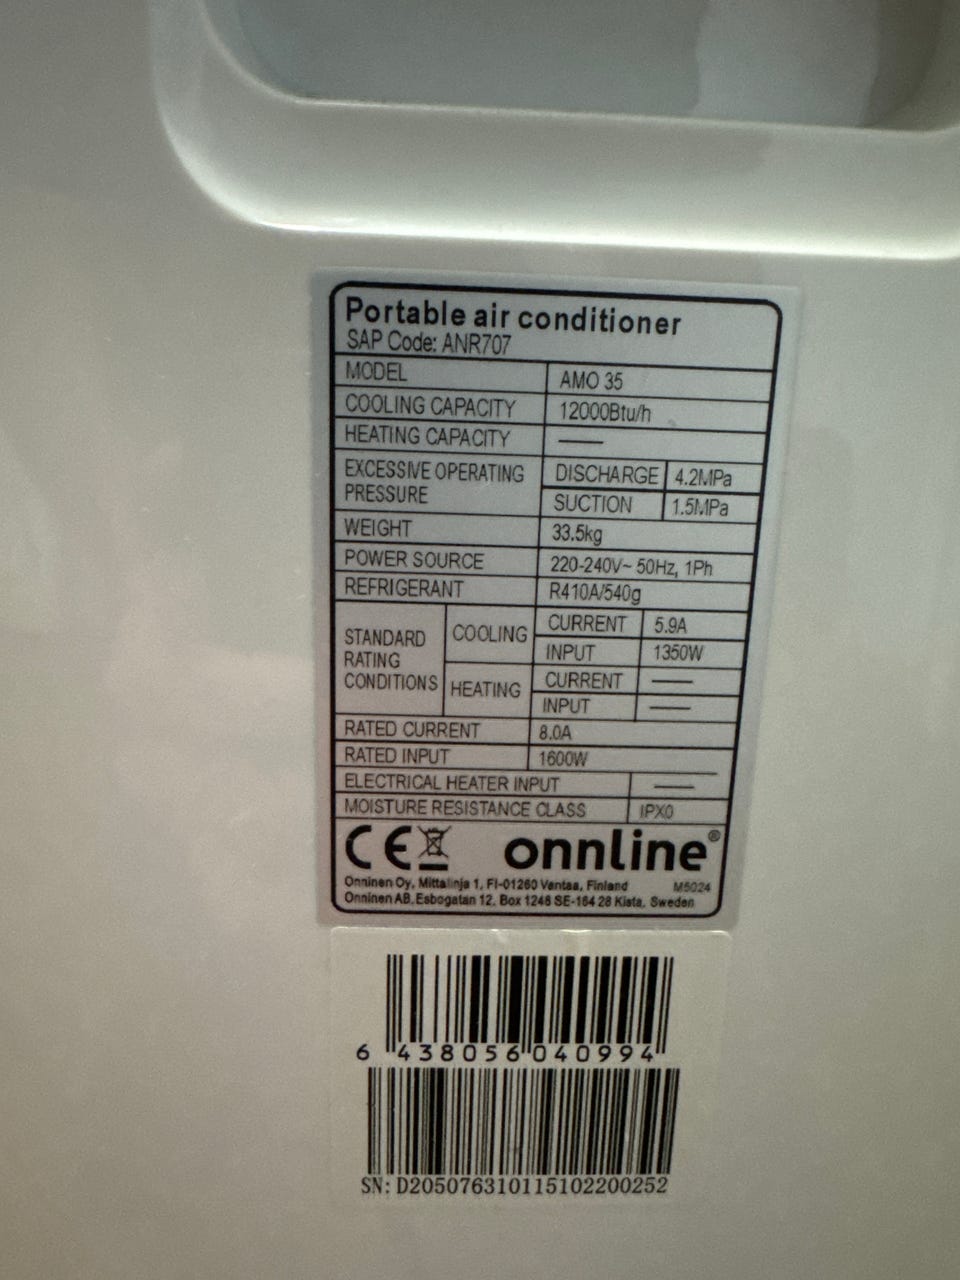 Portable air conditioner
SAP Code: ANR707
MODEL AMO 35
COOLING CAPACITY 12000Btu/h
HEATING CAPACITY —
EXCESSIVE OPERATING PRESSURE DISCHARGE 4.2MPa
SUCTION 1.5MPa
WEIGHT 33.5kg
POWER SOURCE 220-240V~ 50Hz, 1Ph
REFRIGERANT R410A/540g
STANDARD RATING CONDITIONS COOLING CURRENT 5.9A
INPUT 1350W
HEATING CURRENT —
INPUT —
RATED CURRENT 8.0A
RATED INPUT 1600W
ELECTRICAL HEATER INPUT —
MOISTURE RESISTANCE CLASS IPX0
CE onnline®
Onninen Oy, Mittalinja 1, FI-01260 Vantaa, Finland M5024
Onninen AB, Esbogatan 12, Box 1248 SE-164 28 Kista, Sweden
6 438056 040994
SN: D205076310115102200252